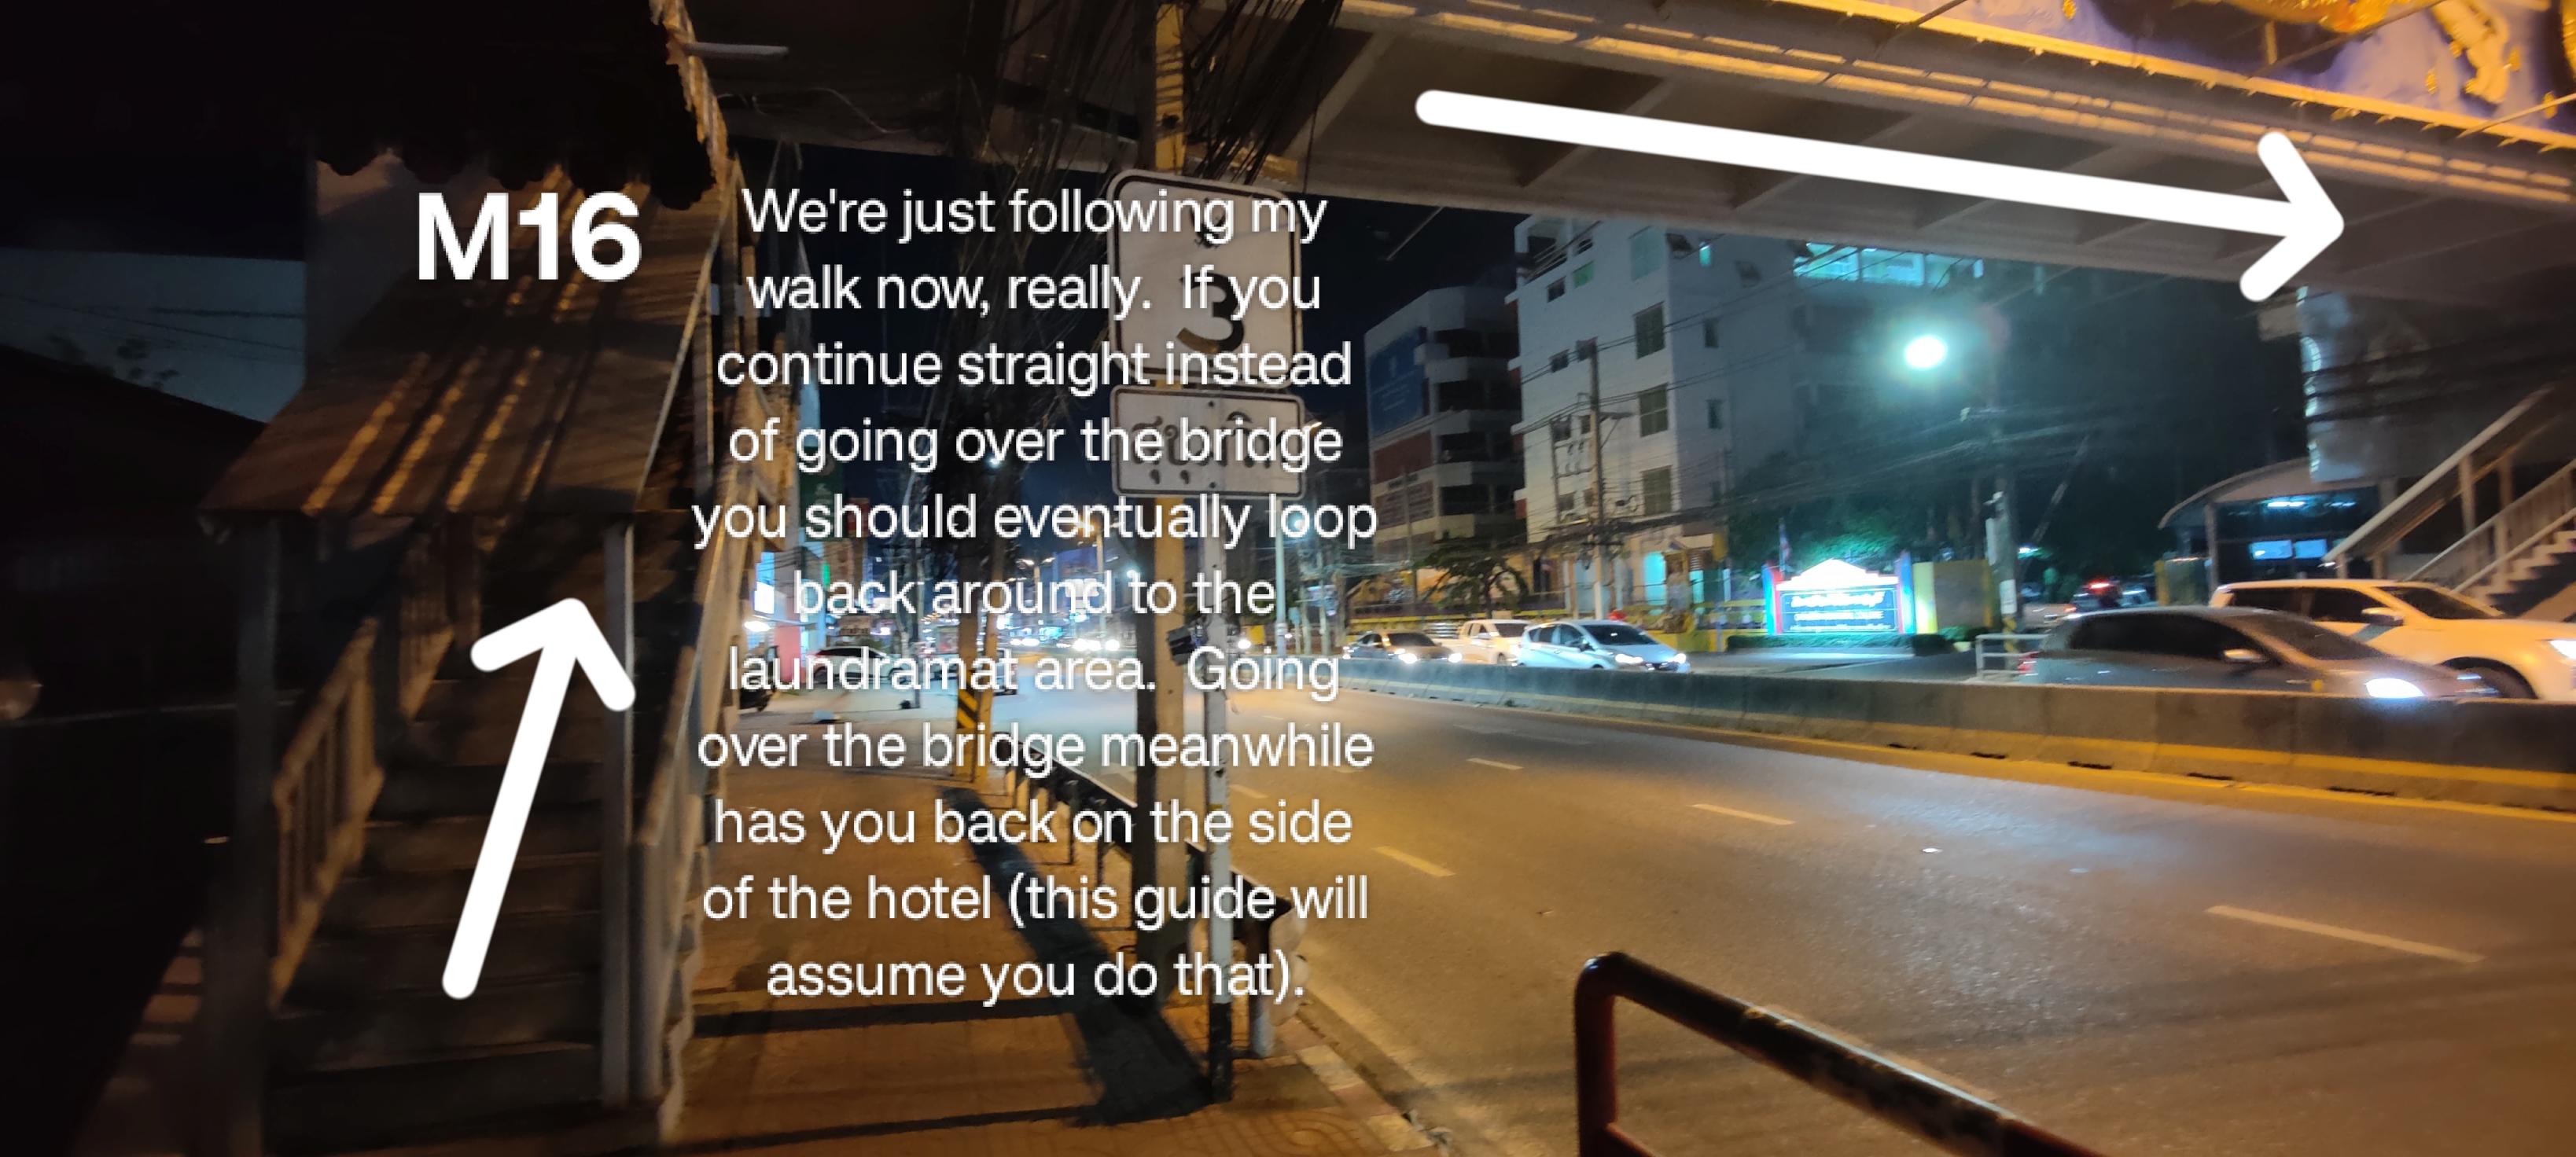 M16
We're just following my
walk now, really.  If you
continue straight instead
of going over the bridge
you should eventually loop
back around to the
laundramat area.  Going
over the bridge meanwhile
has you back on the side
of the hotel (this guide will
assume you do that).
3